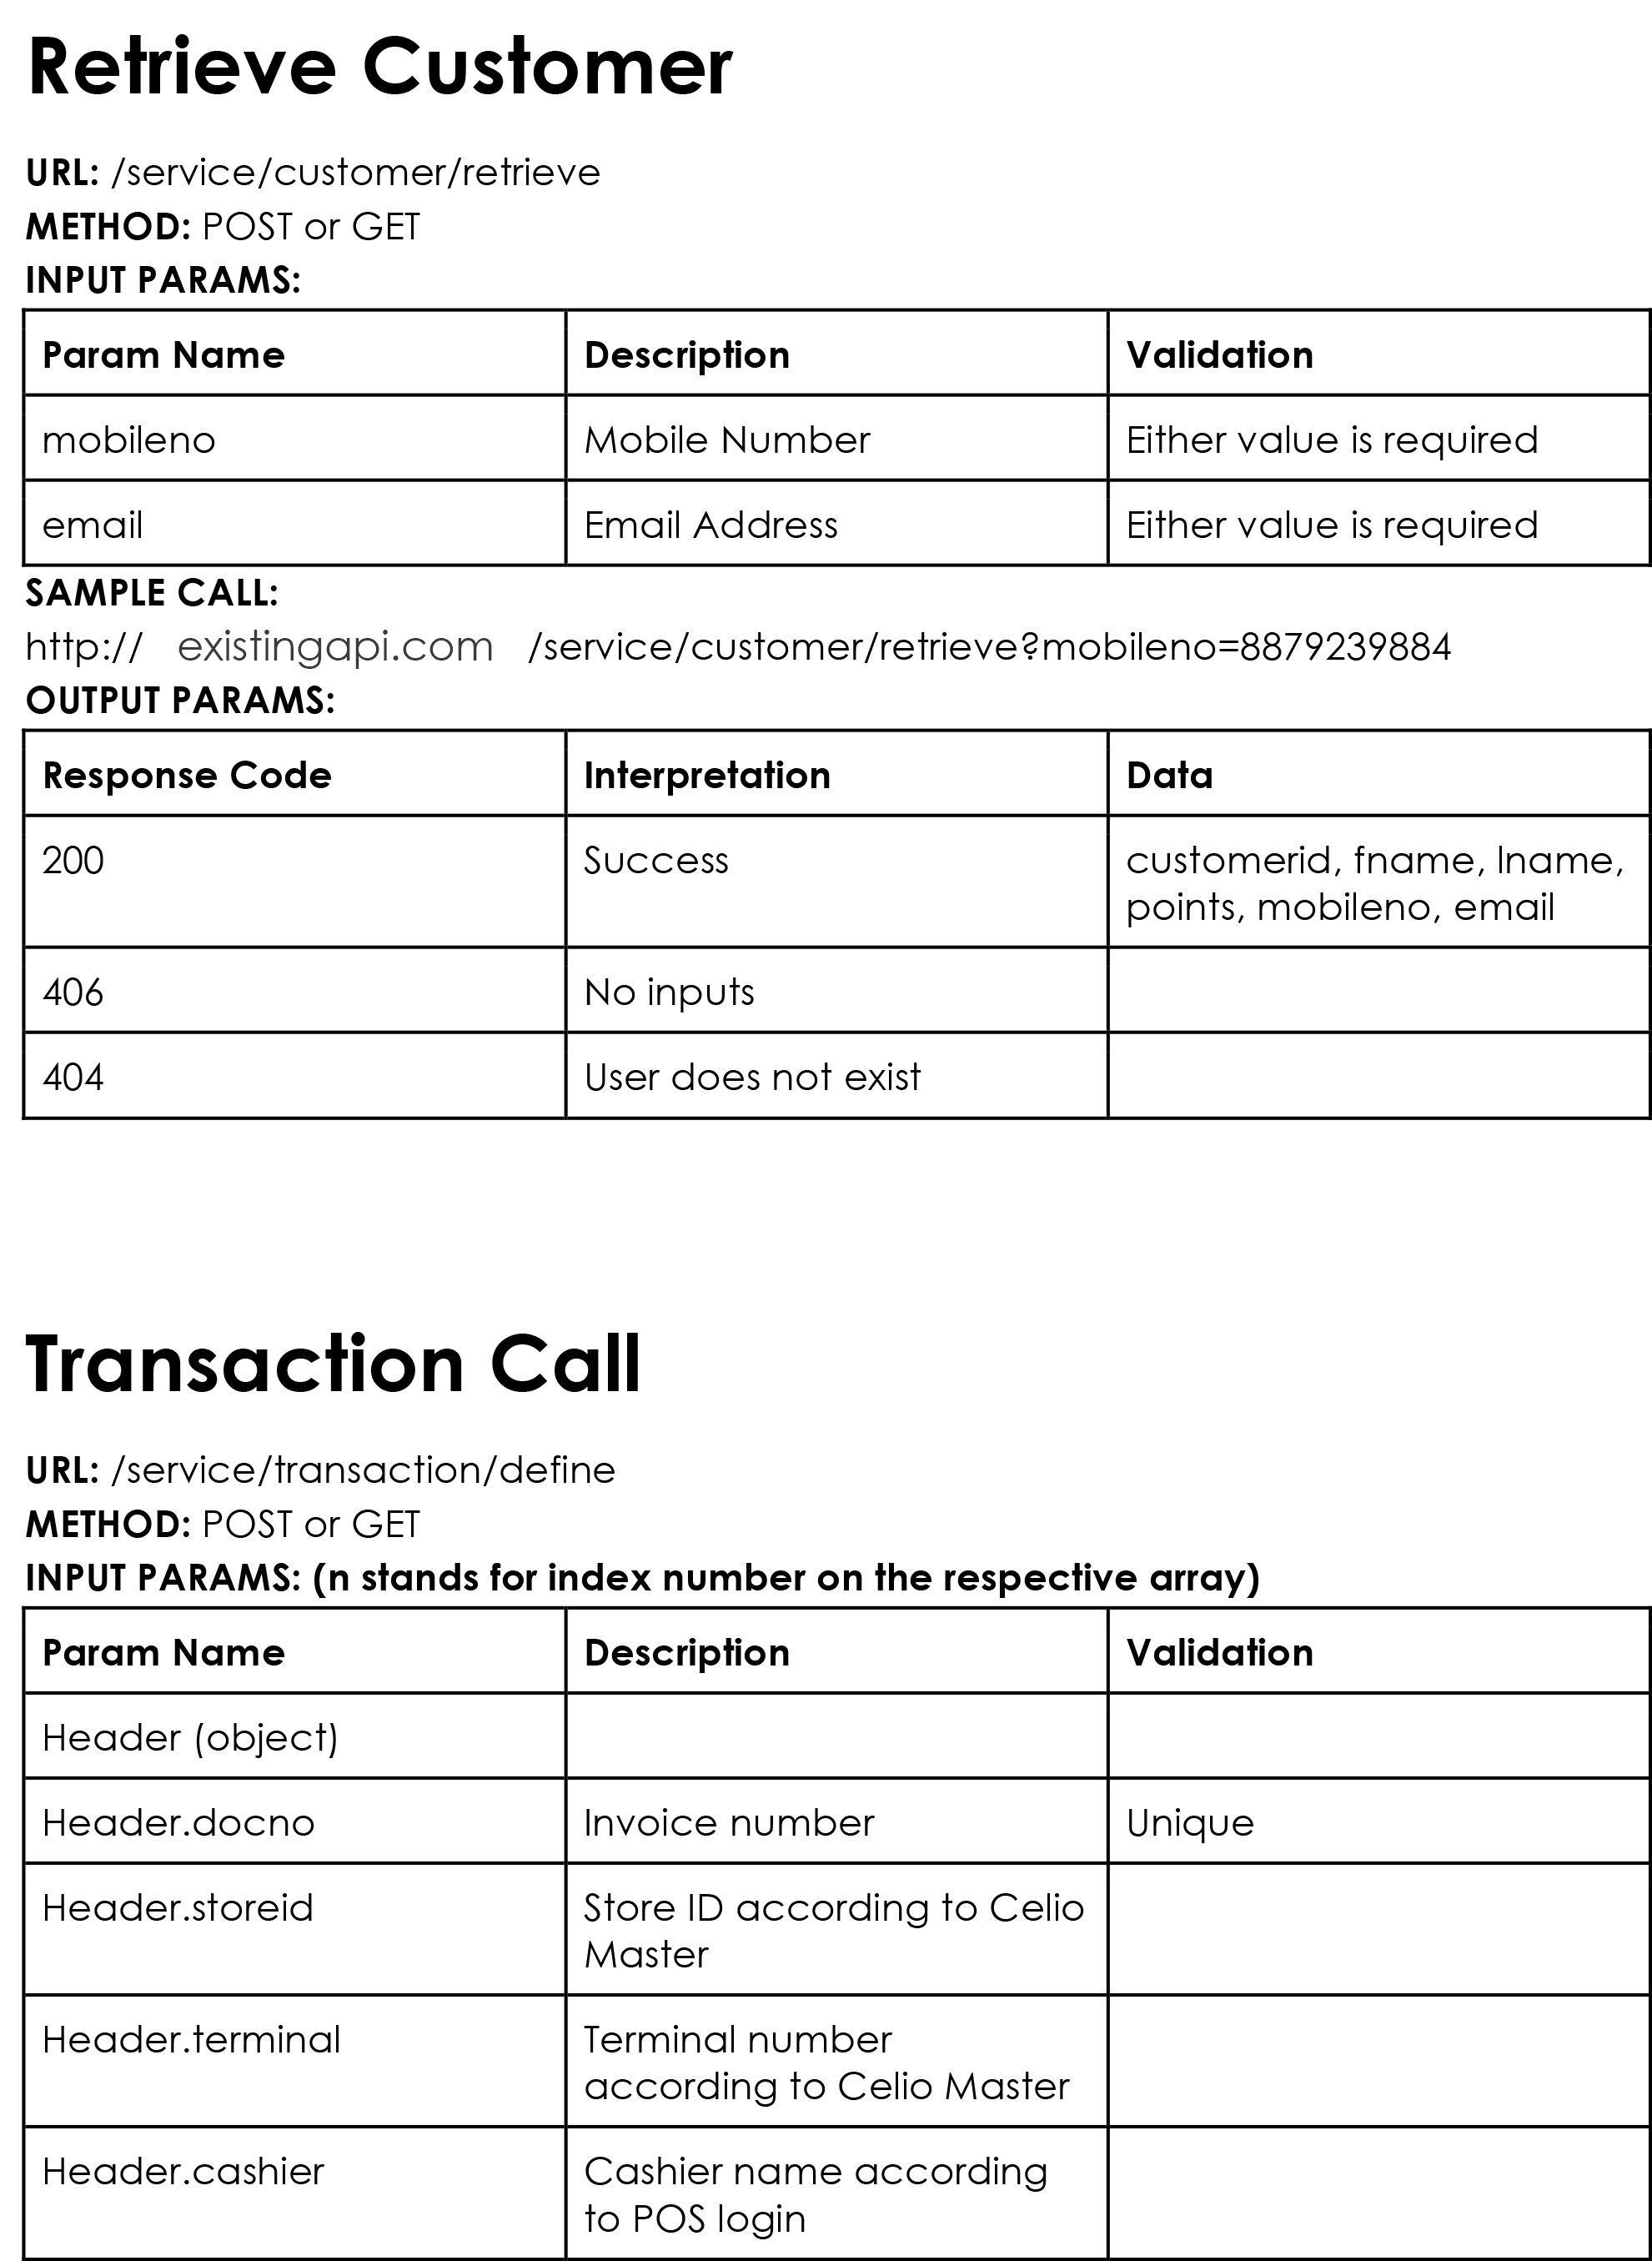 Retrieve Customer
URL: /service/customer/retrieve
METHOD: POST or GET
INPUT PARAMS:
Param Name Description Validation
mobileno Mobile Number Either value is required
email Email Address Either value is required
SAMPLE CALL:
http:// existingapi.com /service/customer/retrieve?mobileno=8879239884
OUTPUT PARAMS:
Response Code Interpretation Data
200 Success customerid, fname, lname,
points, mobileno, email
406 No inputs
404 User does not exist
Transaction Call
URL: /service/transaction/define
METHOD: POST or GET
INPUT PARAMS: (n stands for index number on the respective array)
Param Name Description Validation
Header (object)
Header.docno Invoice number Unique
Header.storeid Store ID according to Celio
Master
Header.terminal Terminal number
according to Celio Master
Header.cashier Cashier name according
to POS login